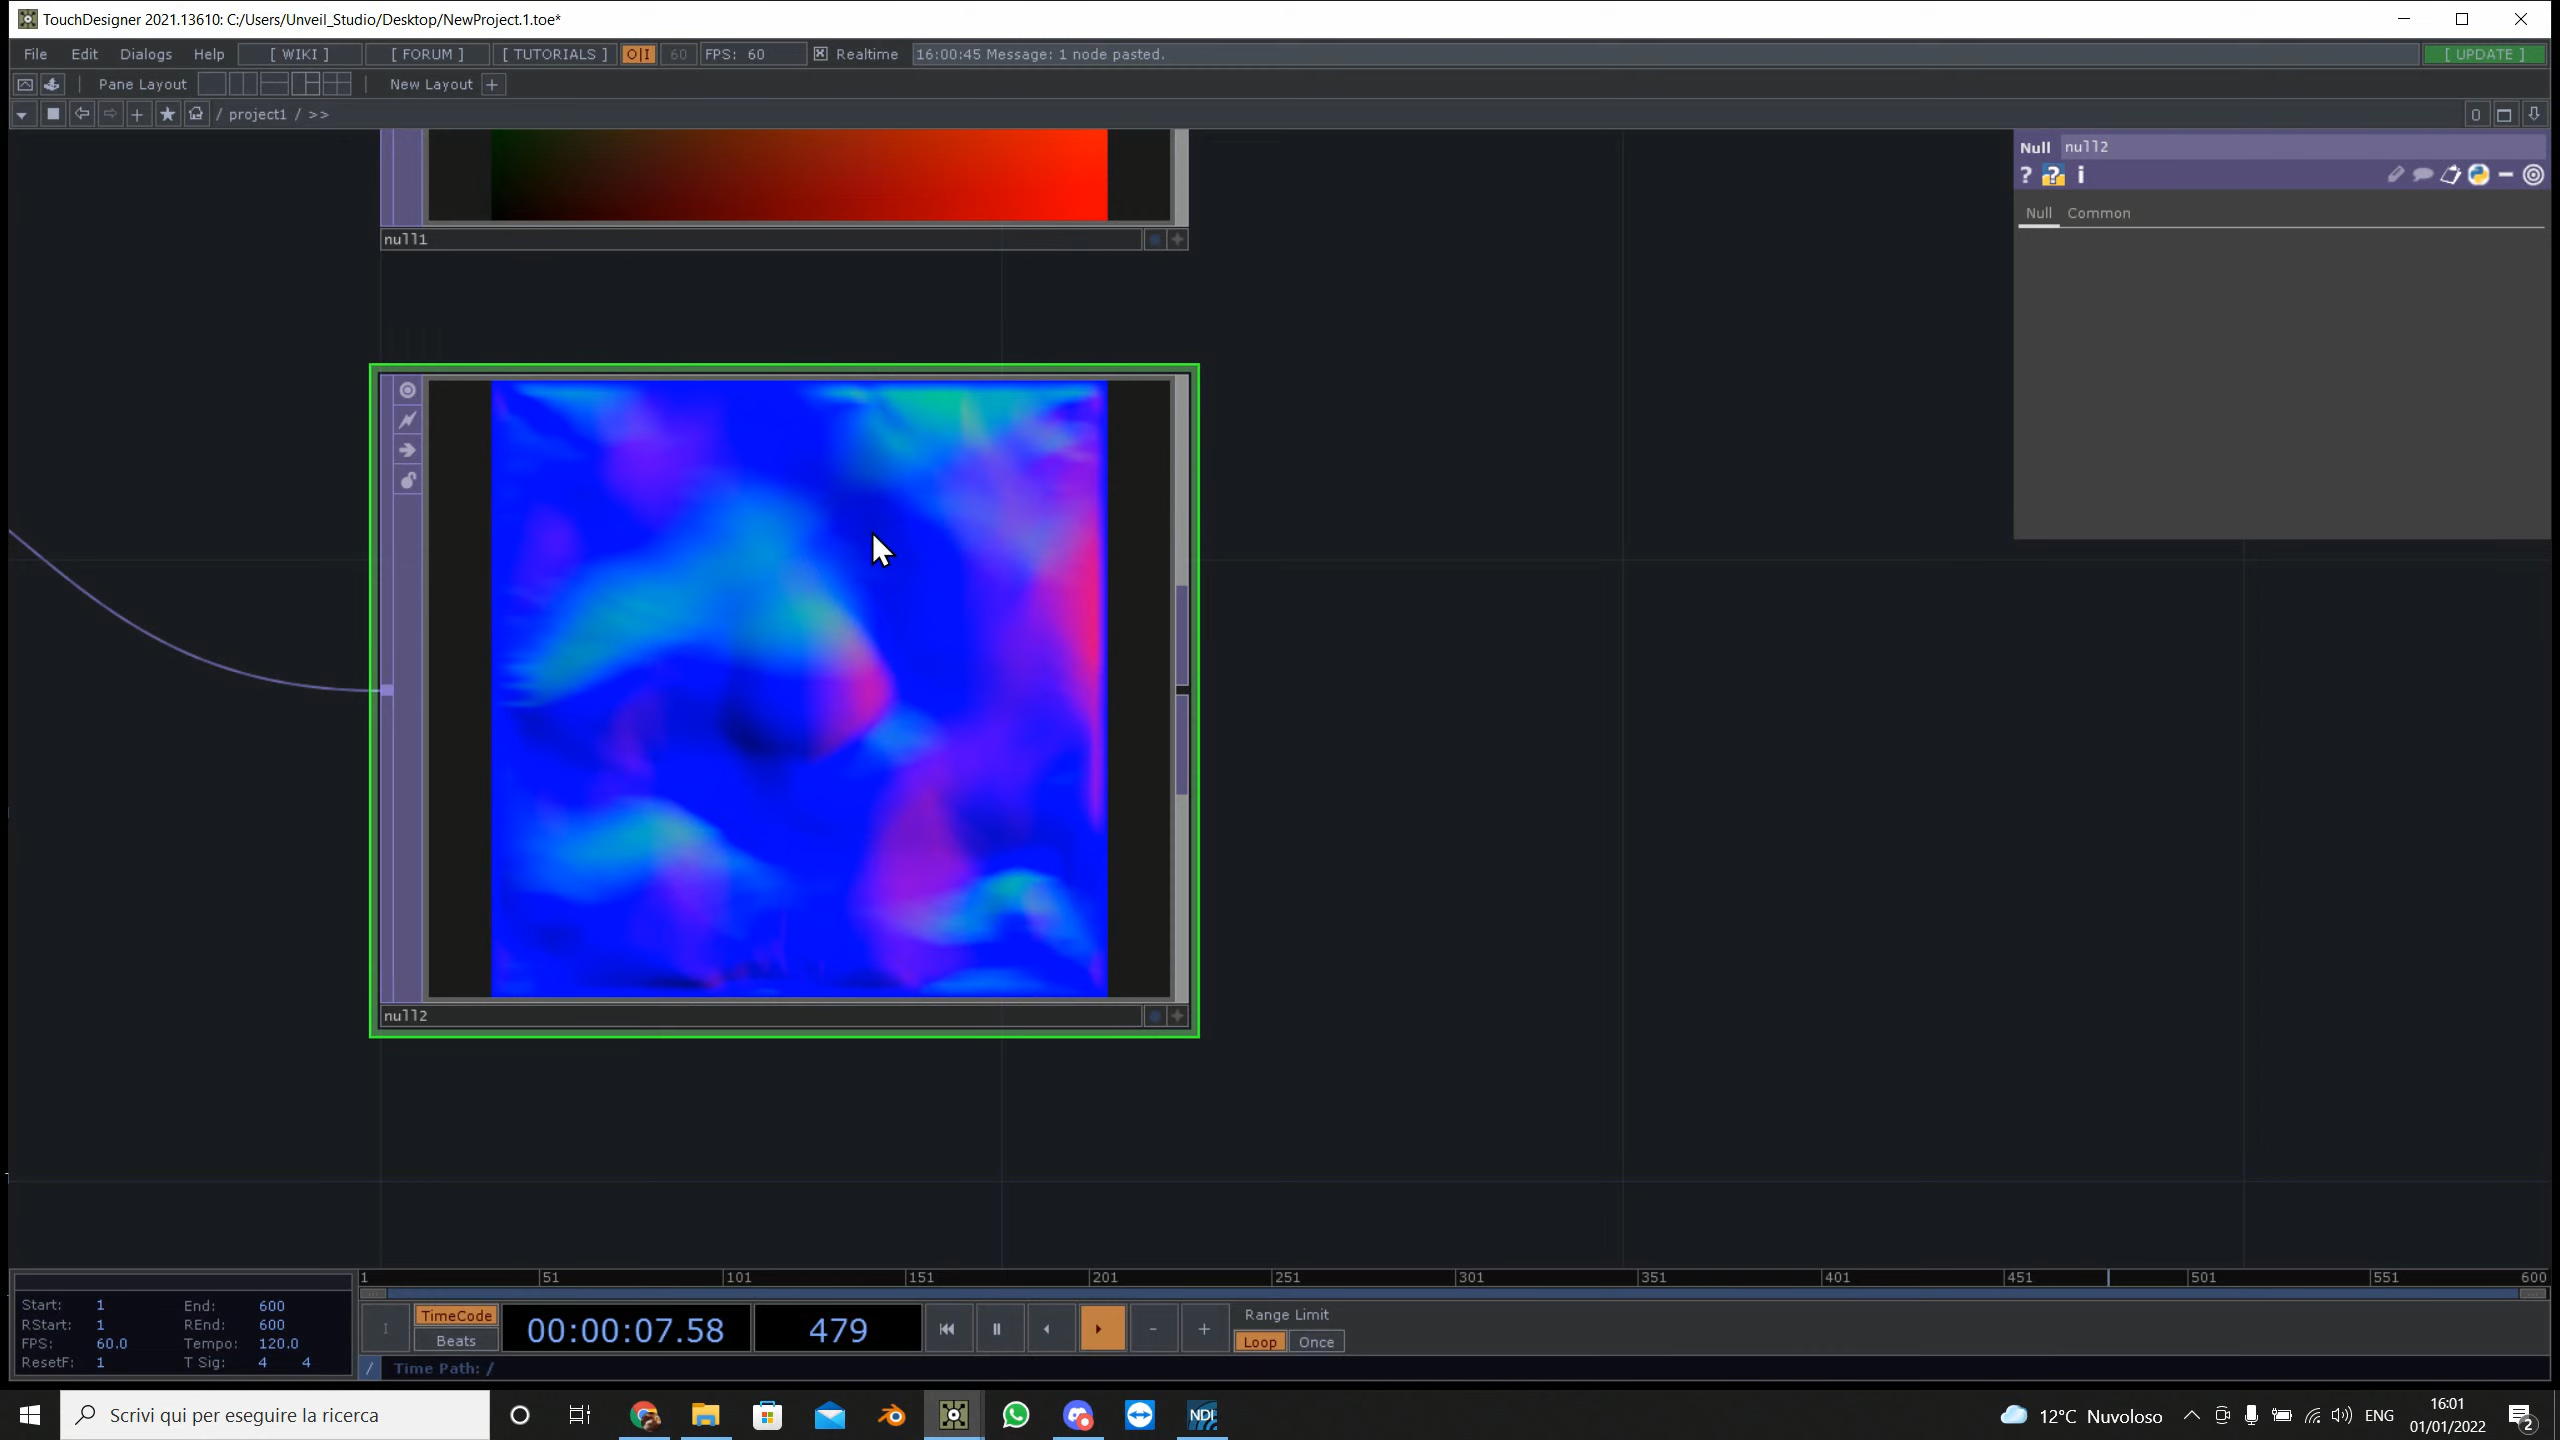 TouchDesigner 2021.13610: C:/Users/Unveil_Studio/Desktop/NewProject.1.toe*
File Edit Dialogs Help [ WIKI ] [ FORUM ] [ TUTORIALS ] O|I 60 FPS: 60 Realtime 16:00:45 Message: 1 node pasted. [ UPDATE ]
Pane Layout New Layout +
/ project1 / >> 0
Null null2
? ? i
Null Common
null1
null2
1 51 101 151 201 251 301 351 401 451 501 551 600
Start: 1 End: 600
RStart: 1 REnd: 600
FPS: 60.0 Tempo: 120.0
ResetF: 1 T Sig: 4 4
I TimeCode Beats 00:00:07.58 479 - + Range Limit
Loop Once
/ Time Path: /
Scrivi qui per eseguire la ricerca
NDI
12°C Nuvoloso ENG 16:01
01/01/2022
2